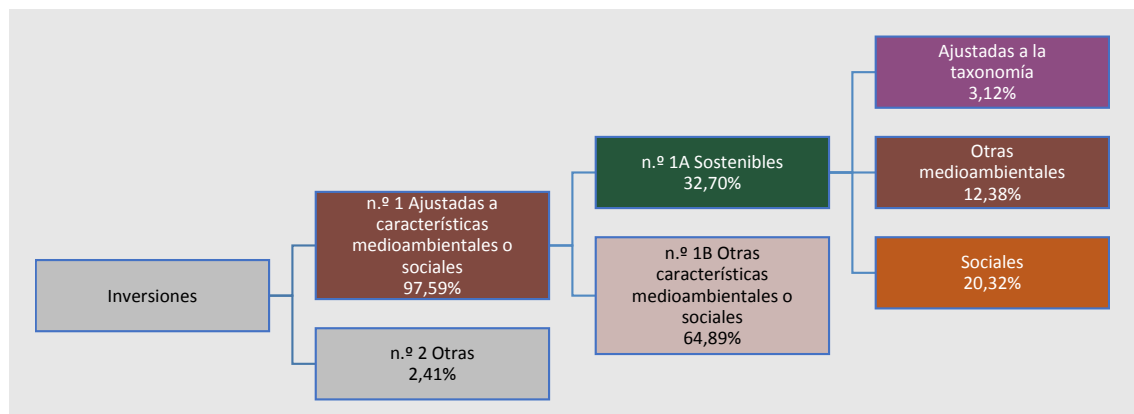 Inversiones
n.º 1 Ajustadas a
características
medioambientales o
sociales
97,59%
n.º 2 Otras
2,41%
n.º 1A Sostenibles
32,70%
n.º 1B Otras
características
medioambientales o
sociales
64,89%
Ajustadas a la
taxonomía
3,12%
Otras
medioambientales
12,38%
Sociales
20,32%